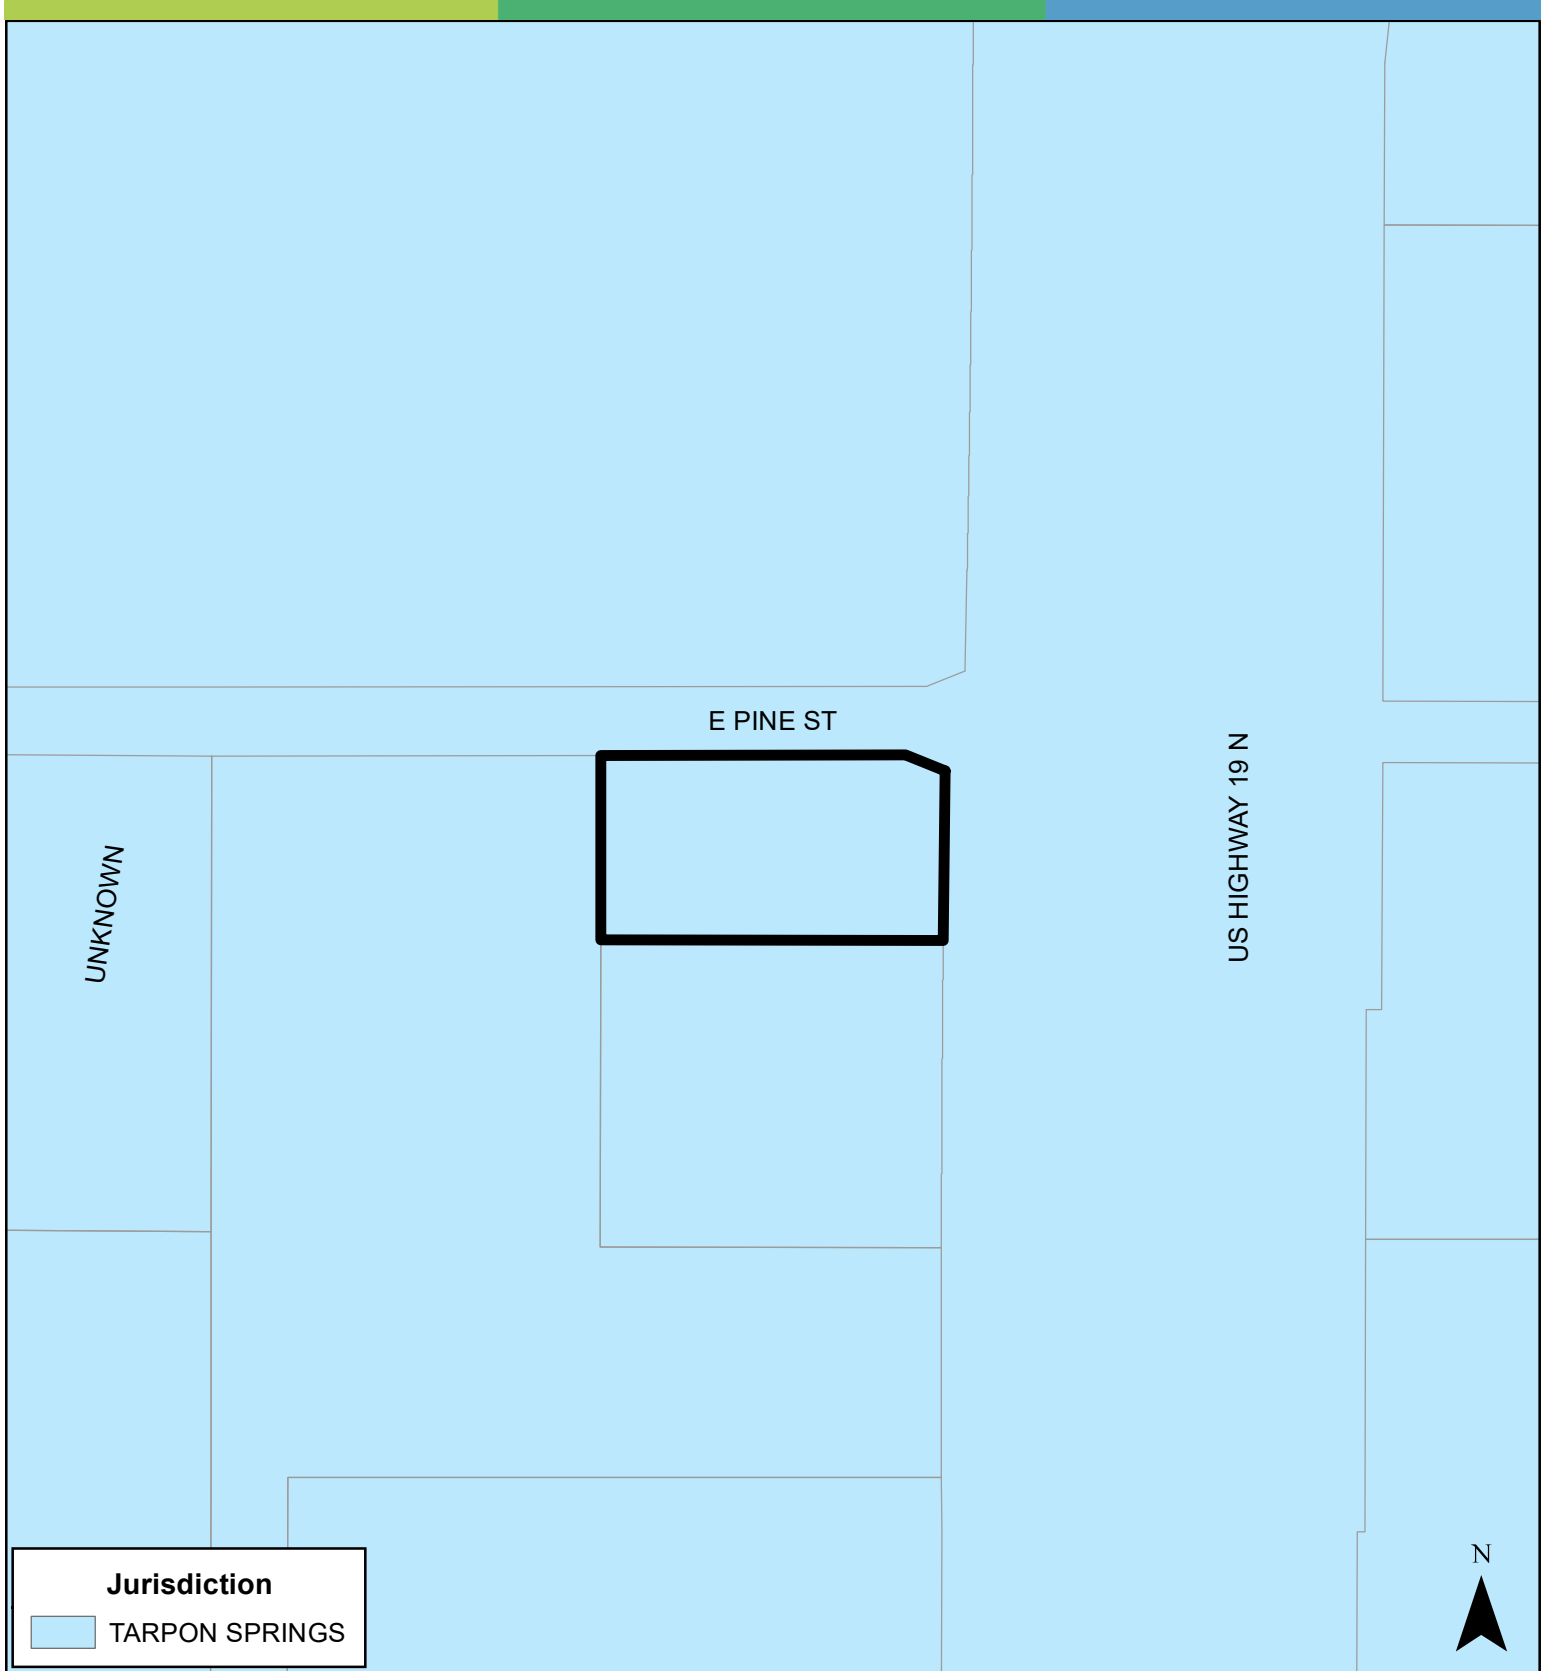 E PINE ST
US HIGHWAY 19 N
UNKNOWN
N
Jurisdiction
TARPON SPRINGS